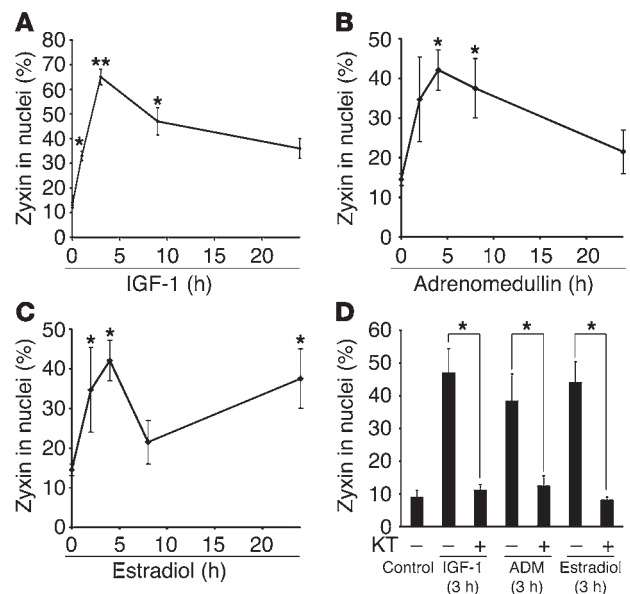 A
Zyxin in nuclei (%)
80
70
60
50
40
30
20
10
0
0 5 10 15 20
* ** *
IGF-1 (h)
B
Zyxin in nuclei (%)
50
40
30
20
10
0
0 5 10 15 20
* *
Adrenomedullin (h)
C
Zyxin in nuclei (%)
50
40
30
20
10
0
0 5 10 15 20
* * *
Estradiol (h)
D
Zyxin in nuclei (%)
60
50
40
30
20
10
0
* * *
KT – – + – + – +
Control IGF-1 ADM Estradiol
(3 h) (3 h) (3 h)